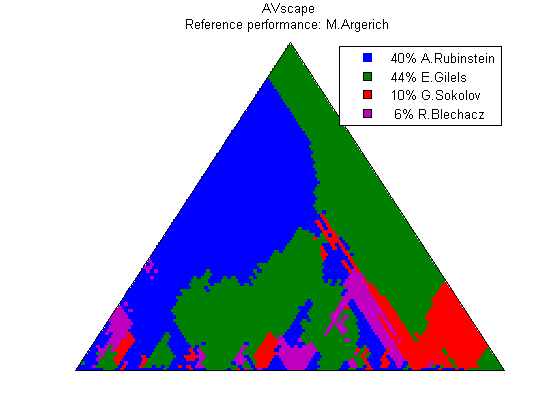 AVscape
Reference performance: M.Argerich
40% A.Rubinstein
44% E.Gilels
10% G.Sokolov
6% R.Blechacz